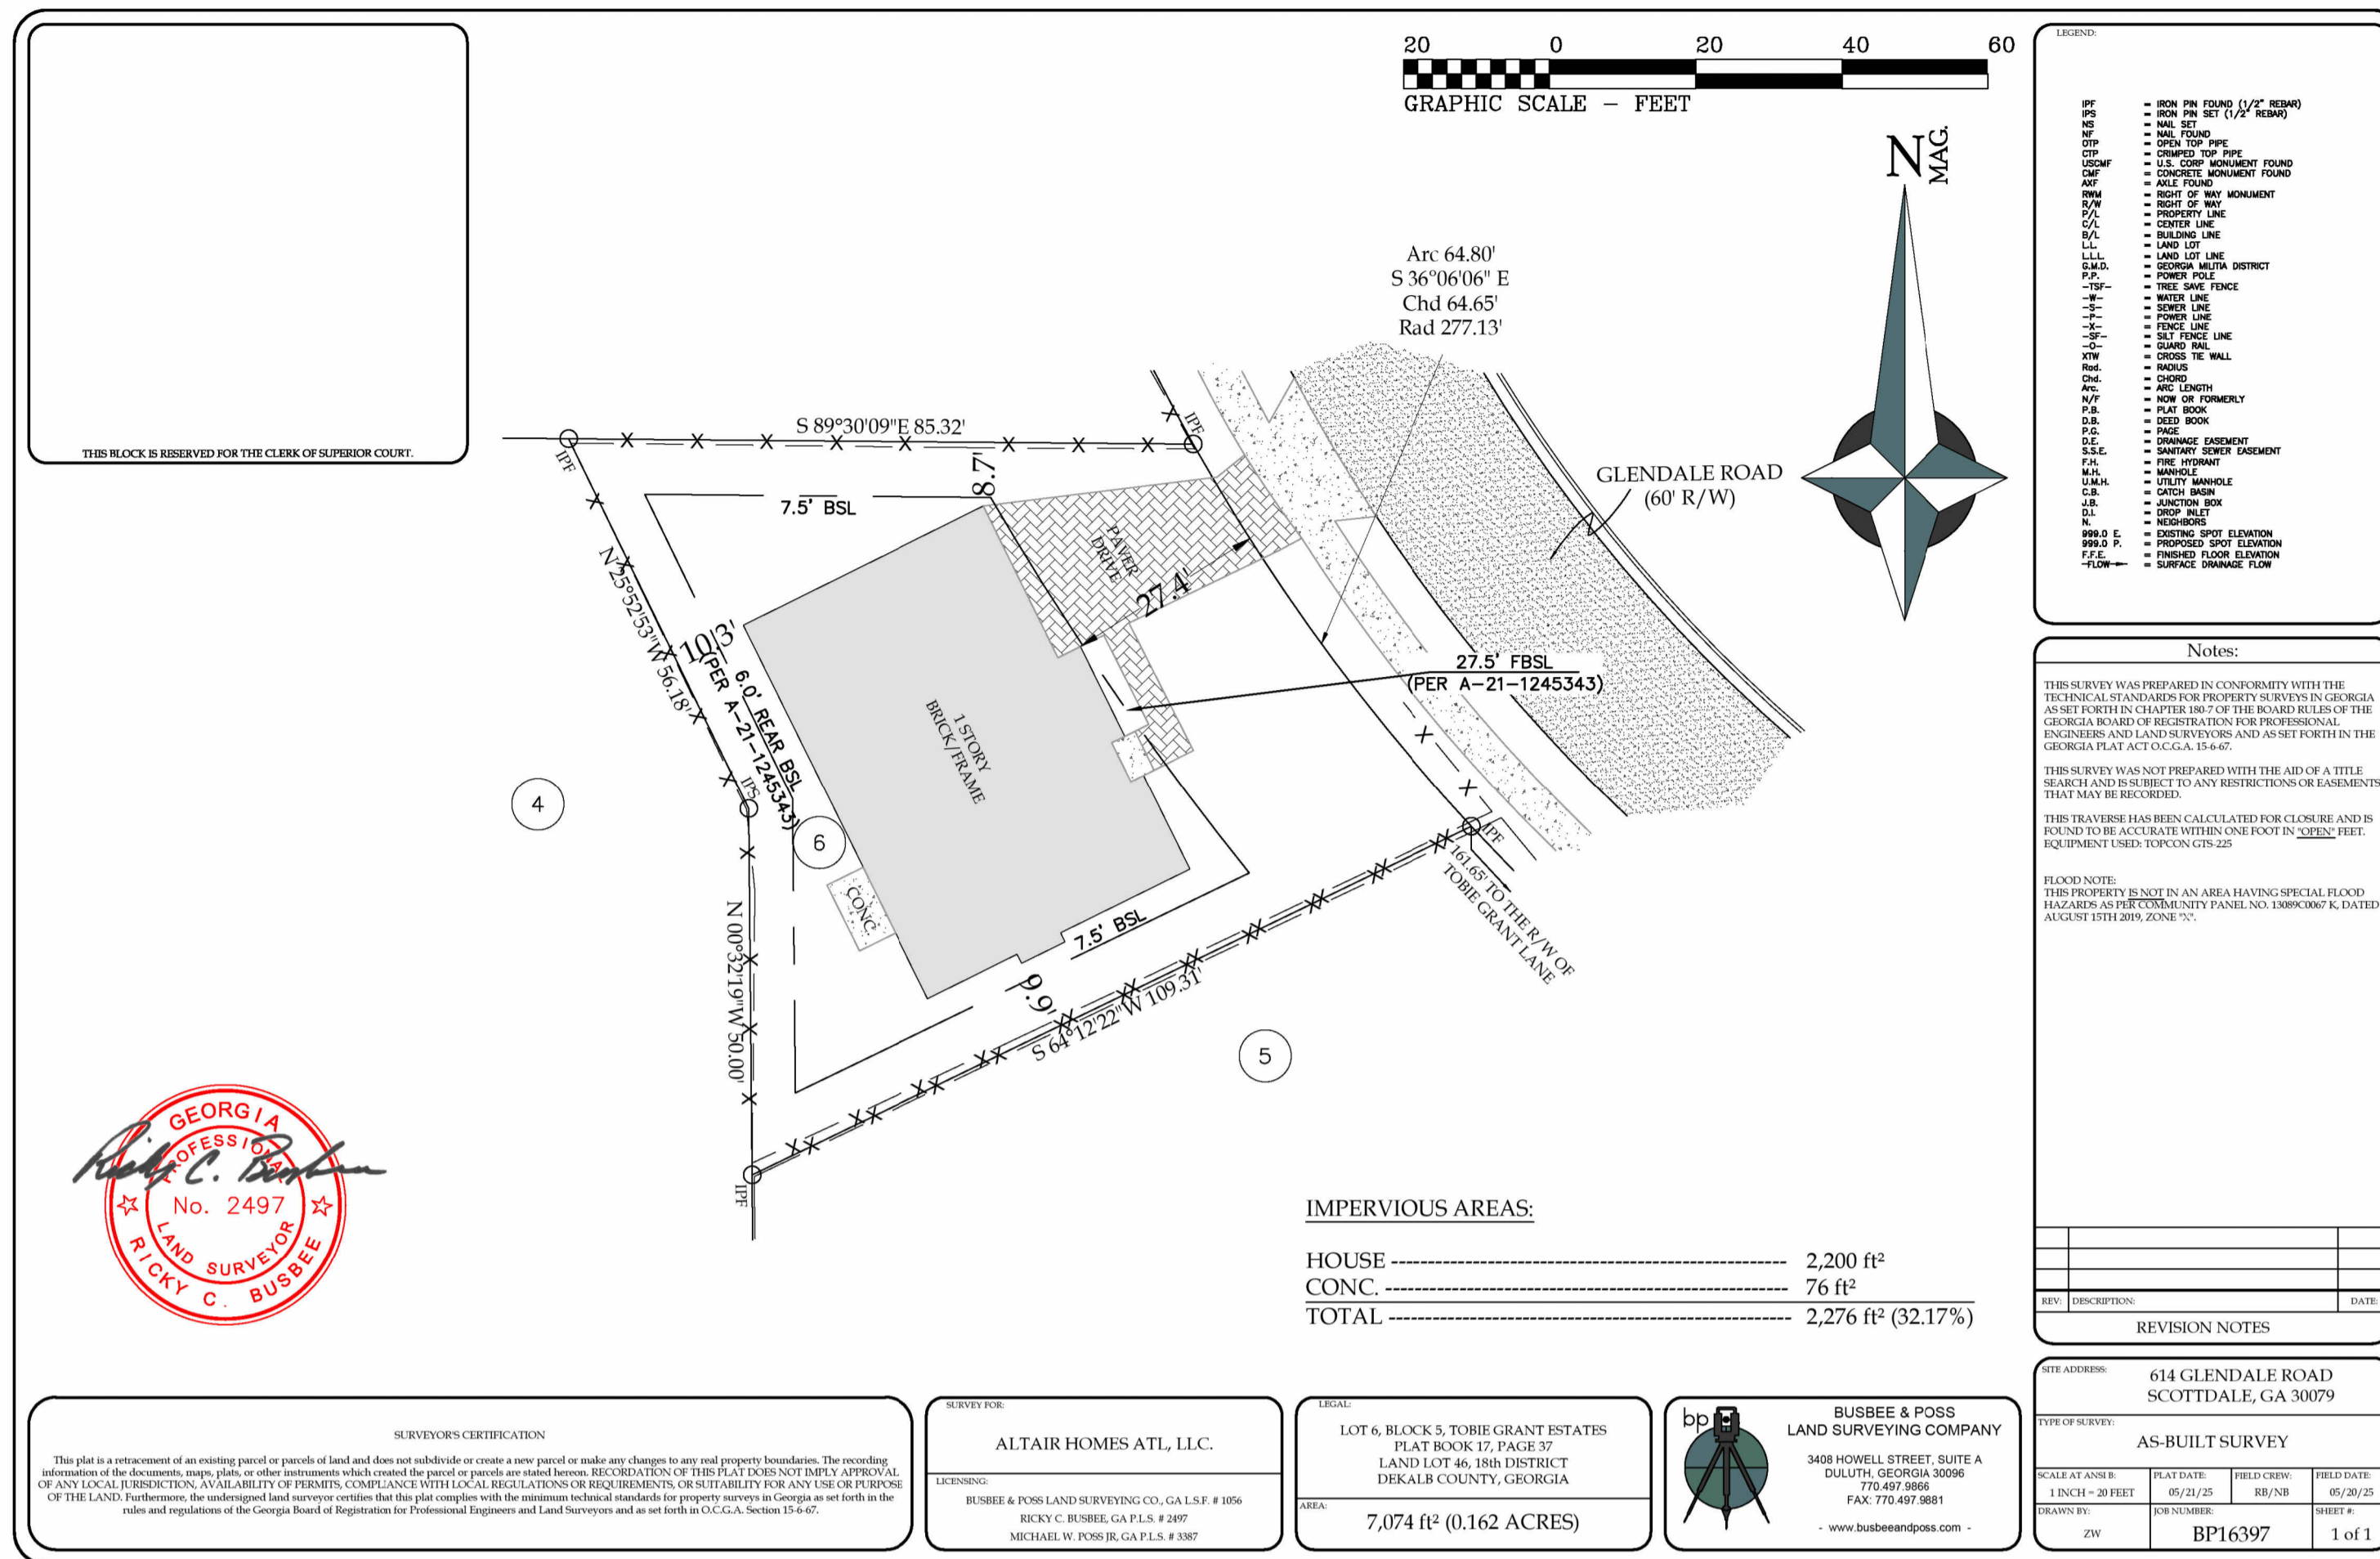 THIS BLOCK IS RESERVED FOR THE CLERK OF SUPERIOR COURT.
20 0 20 40 60
GRAPHIC SCALE – FEET
N
MAG.
Arc 64.80'
S 36°06'06" E
Chd 64.65'
Rad 277.13'
GLENDALE ROAD
(60' R/W)
S 89°30'09"E 85.32'
IPF
IPF
8.7'
7.5' BSL
PAVER
DRIVE
27.4'
N 25°52'53"W 56.18'
10.3'
6.0' REAR BSL
(PER A-21-1245343)
27.5' FBSL
(PER A-21-1245343)
1 STORY
BRICK/FRAME
IPS
4
6
CONC.
IPF
161.65' TO THE R/W OF
TOBIE GRANT LANE
7.5' BSL
N 00°32'19"W 50.00'
9.9'
S 64°12'22"W 109.31'
5
IPF
GEORGIA
PROFESSIONAL
No. 2497
LAND SURVEYOR
RICKY C. BUSBEE
Ricky C. Busbee
IMPERVIOUS AREAS:
HOUSE ---------- 2,200 ft²
CONC. ---------- 76 ft²
TOTAL ---------- 2,276 ft² (32.17%)
LEGEND:
IPF = IRON PIN FOUND (1/2" REBAR)
IPS = IRON PIN SET (1/2" REBAR)
NS = NAIL SET
NF = NAIL FOUND
OTP = OPEN TOP PIPE
CTP = CRIMPED TOP PIPE
USCMF = U.S. CORP MONUMENT FOUND
CMF = CONCRETE MONUMENT FOUND
AXF = AXLE FOUND
RWM = RIGHT OF WAY MONUMENT
R/W = RIGHT OF WAY
P/L = PROPERTY LINE
C/L = CENTER LINE
B/L = BUILDING LINE
L.L. = LAND LOT
L.L.L. = LAND LOT LINE
G.M.D. = GEORGIA MILITIA DISTRICT
P.P. = POWER POLE
-TSF- = TREE SAVE FENCE
-W- = WATER LINE
-S- = SEWER LINE
-P- = POWER LINE
-X- = FENCE LINE
-SF- = SILT FENCE LINE
-O- = GUARD RAIL
XTW = CROSS TIE WALL
Rad. = RADIUS
Chd. = CHORD
Arc. = ARC LENGTH
N/F = NOW OR FORMERLY
P.B. = PLAT BOOK
D.B. = DEED BOOK
P.G. = PAGE
D.E. = DRAINAGE EASEMENT
S.S.E. = SANITARY SEWER EASEMENT
F.H. = FIRE HYDRANT
M.H. = MANHOLE
U.M.H. = UTILITY MANHOLE
C.B. = CATCH BASIN
J.B. = JUNCTION BOX
D.I. = DROP INLET
N. = NEIGHBORS
999.0 E. = EXISTING SPOT ELEVATION
999.0 P. = PROPOSED SPOT ELEVATION
F.F.E. = FINISHED FLOOR ELEVATION
-FLOW- = SURFACE DRAINAGE FLOW
Notes:
THIS SURVEY WAS PREPARED IN CONFORMITY WITH THE
TECHNICAL STANDARDS FOR PROPERTY SURVEYS IN GEORGIA
AS SET FORTH IN CHAPTER 180-7 OF THE BOARD RULES OF THE
GEORGIA BOARD OF REGISTRATION FOR PROFESSIONAL
ENGINEERS AND LAND SURVEYORS AND AS SET FORTH IN THE
GEORGIA PLAT ACT O.C.G.A. 15-6-67.
THIS SURVEY WAS NOT PREPARED WITH THE AID OF A TITLE
SEARCH AND IS SUBJECT TO ANY RESTRICTIONS OR EASEMENTS
THAT MAY BE RECORDED.
THIS TRAVERSE HAS BEEN CALCULATED FOR CLOSURE AND IS
FOUND TO BE ACCURATE WITHIN ONE FOOT IN "OPEN" FEET.
EQUIPMENT USED: TOPCON GTS-225
FLOOD NOTE:
THIS PROPERTY IS NOT IN AN AREA HAVING SPECIAL FLOOD
HAZARDS AS PER COMMUNITY PANEL NO. 13089C0067 K, DATED
AUGUST 15TH 2019, ZONE "X".
REV: DESCRIPTION: DATE:
REVISION NOTES
SITE ADDRESS:
614 GLENDALE ROAD
SCOTTDALE, GA 30079
TYPE OF SURVEY:
AS-BUILT SURVEY
SCALE AT ANSI B: PLAT DATE: FIELD CREW: FIELD DATE:
1 INCH = 20 FEET 05/21/25 RB/NB 05/20/25
DRAWN BY: JOB NUMBER: SHEET #:
ZW BP16397 1 of 1
SURVEYOR'S CERTIFICATION
This plat is a retracement of an existing parcel or parcels of land and does not subdivide or create a new parcel or make any changes to any real property boundaries. The recording
information of the documents, maps, plats, or other instruments which created the parcel or parcels are stated hereon. RECORDATION OF THIS PLAT DOES NOT IMPLY APPROVAL
OF ANY LOCAL JURISDICTION, AVAILABILITY OF PERMITS, COMPLIANCE WITH LOCAL REGULATIONS OR REQUIREMENTS, OR SUITABILITY FOR ANY USE OR PURPOSE
OF THE LAND. Furthermore, the undersigned land surveyor certifies that this plat complies with the minimum technical standards for property surveys in Georgia as set forth in the
rules and regulations of the Georgia Board of Registration for Professional Engineers and Land Surveyors and as set forth in O.C.G.A. Section 15-6-67.
SURVEY FOR:
ALTAIR HOMES ATL, LLC.
LICENSING:
BUSBEE & POSS LAND SURVEYING CO., GA L.S.F. # 1056
RICKY C. BUSBEE, GA P.L.S. # 2497
MICHAEL W. POSS JR, GA P.L.S. # 3387
LEGAL:
LOT 6, BLOCK 5, TOBIE GRANT ESTATES
PLAT BOOK 17, PAGE 37
LAND LOT 46, 18th DISTRICT
DEKALB COUNTY, GEORGIA
AREA:
7,074 ft² (0.162 ACRES)
bp
BUSBEE & POSS
LAND SURVEYING COMPANY
3408 HOWELL STREET, SUITE A
DULUTH, GEORGIA 30096
770.497.9866
FAX: 770.497.9881
- www.busbeeandposs.com -